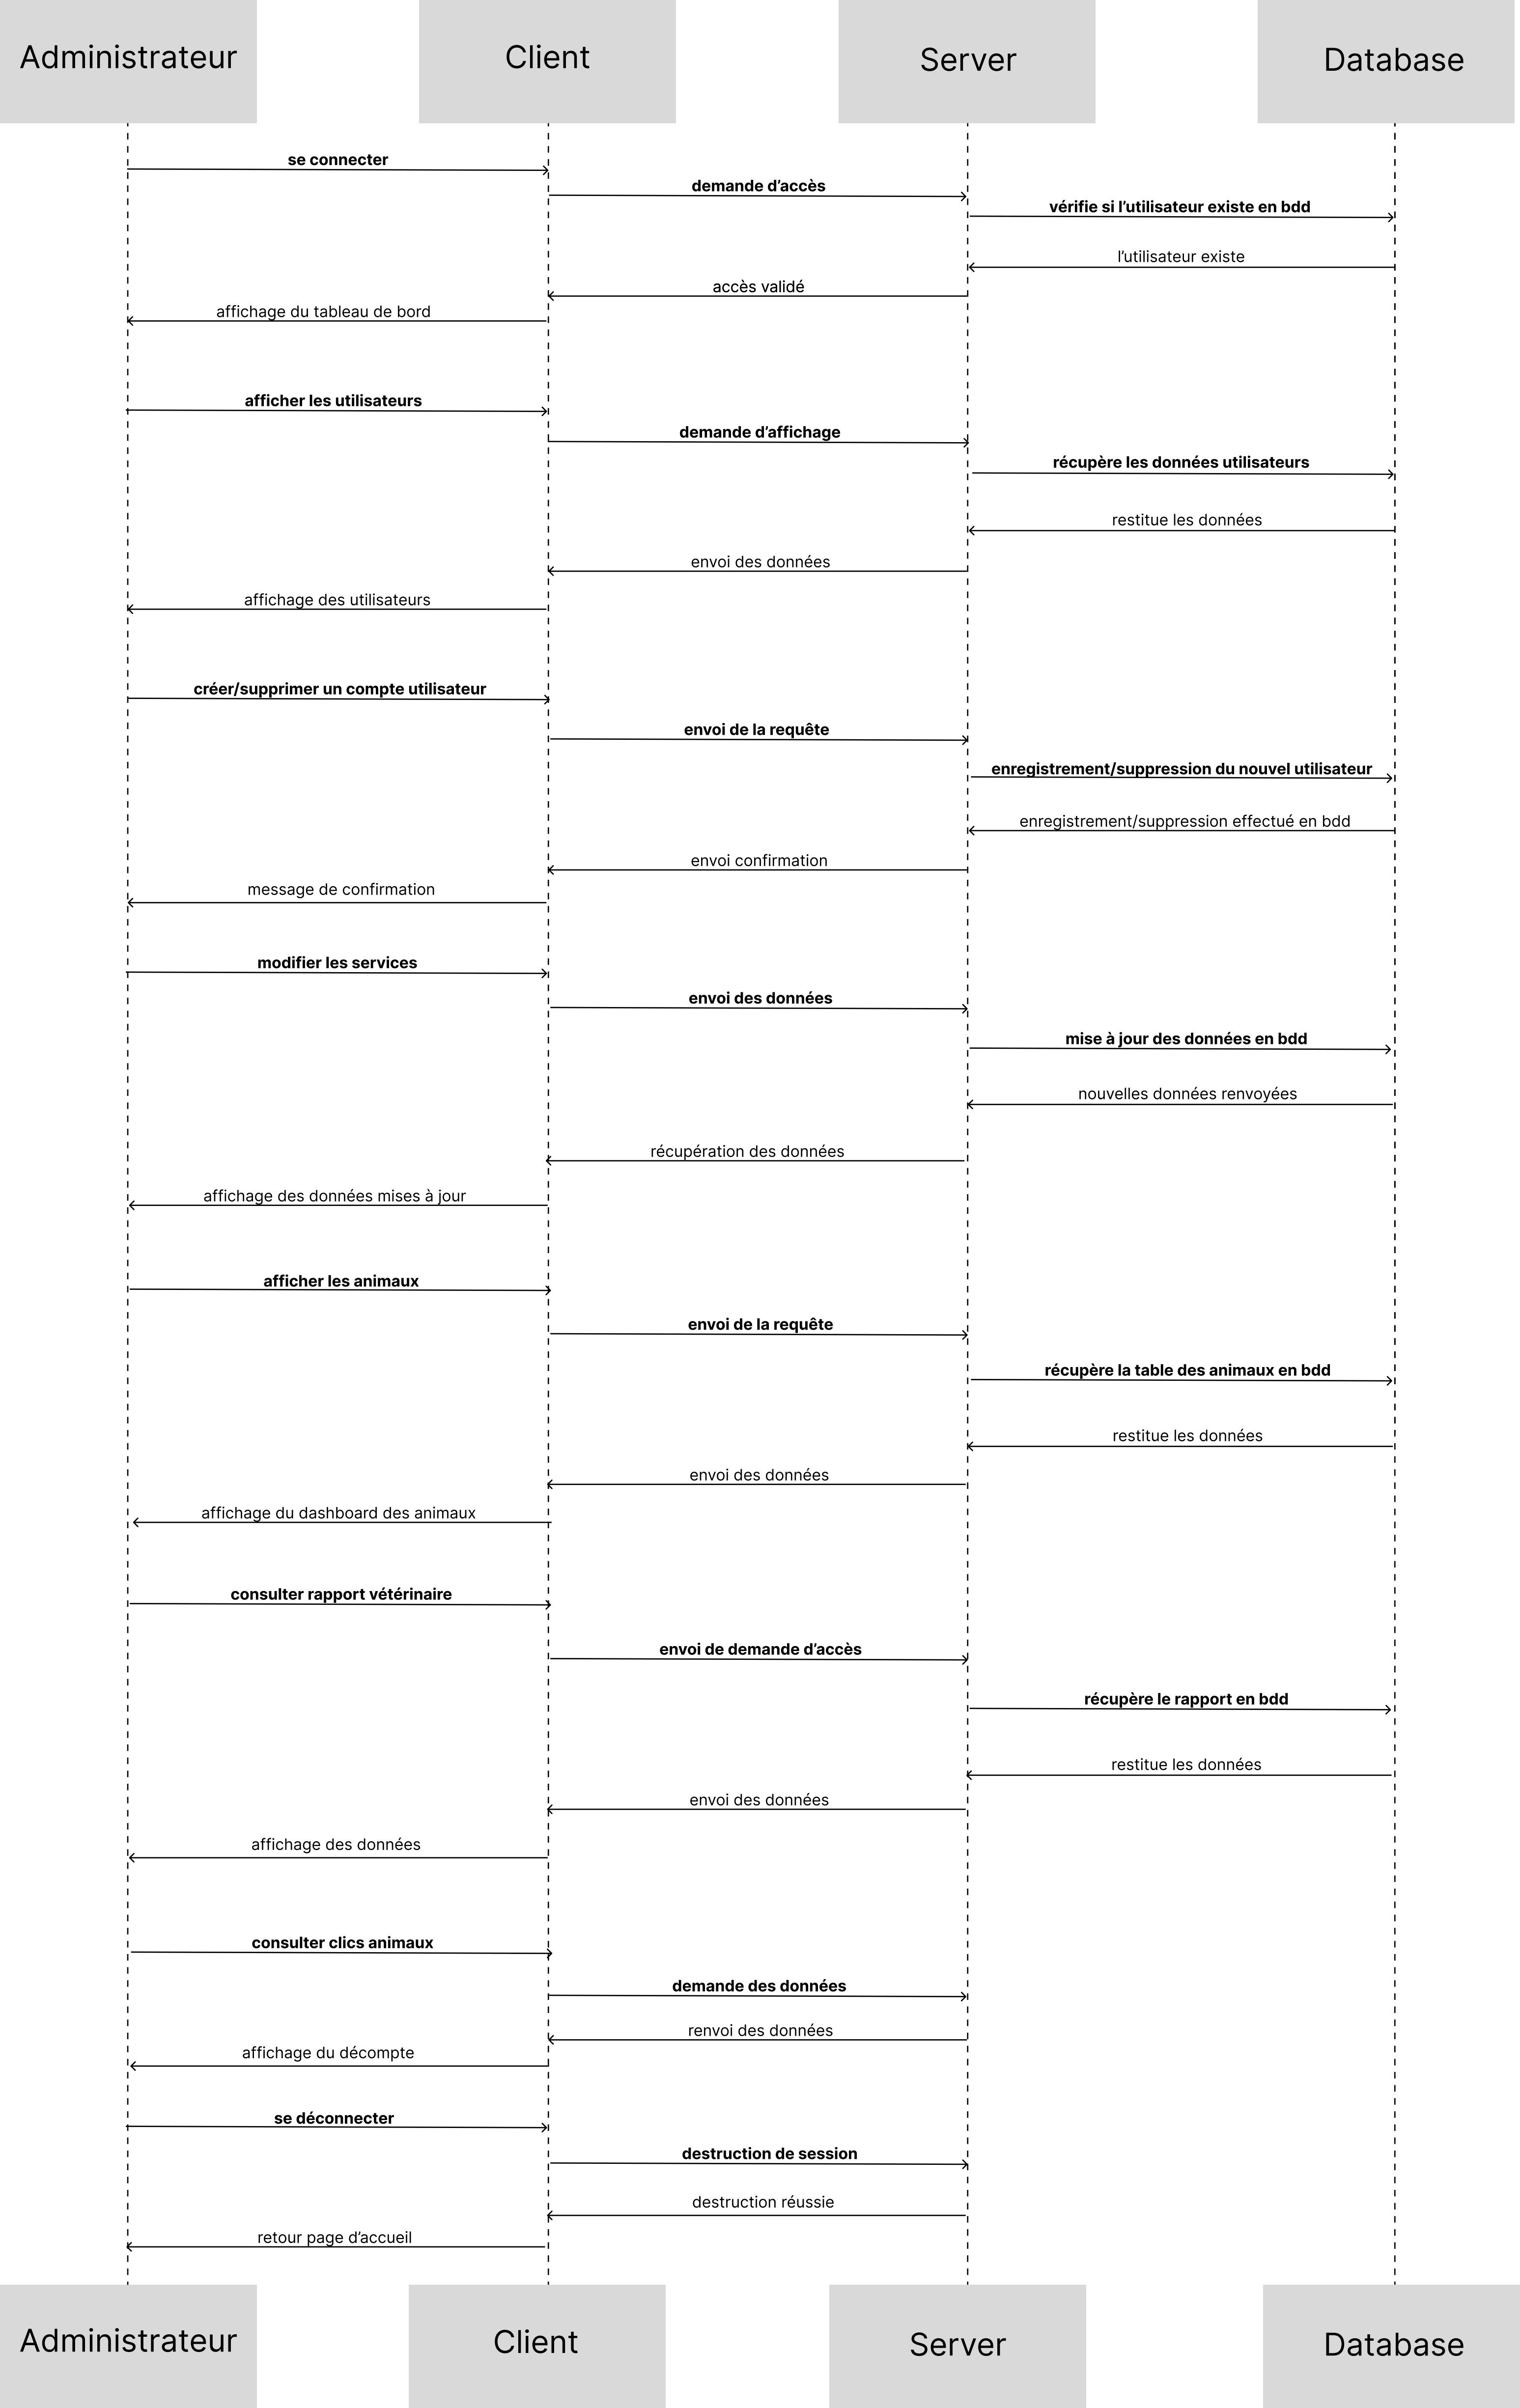 Administrateur
Client
Server
Database
se connecter
demande d’accès
vérifie si l’utilisateur existe en bdd
l’utilisateur existe
accès validé
affichage du tableau de bord
afficher les utilisateurs
demande d’affichage
récupère les données utilisateurs
restitue les données
envoi des données
affichage des utilisateurs
créer/supprimer un compte utilisateur
envoi de la requête
enregistrement/suppression du nouvel utilisateur
enregistrement/suppression effectué en bdd
envoi confirmation
message de confirmation
modifier les services
envoi des données
mise à jour des données en bdd
nouvelles données renvoyées
récupération des données
affichage des données mises à jour
afficher les animaux
envoi de la requête
récupère la table des animaux en bdd
restitue les données
envoi des données
affichage du dashboard des animaux
consulter rapport vétérinaire
envoi de demande d’accès
récupère le rapport en bdd
restitue les données
envoi des données
affichage des données
consulter clics animaux
demande des données
renvoi des données
affichage du décompte
se déconnecter
destruction de session
destruction réussie
retour page d’accueil
Administrateur
Client
Server
Database